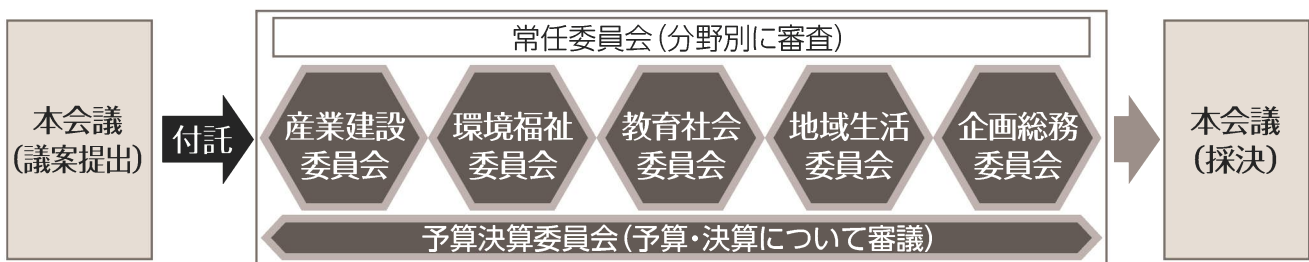 本会議
(議案提出)
付託
常任委員会(分野別に審査)
産業建設
委員会
環境福祉
委員会
教育社会
委員会
地域生活
委員会
企画総務
委員会
予算決算委員会(予算・決算について審議)
本会議
(採決)